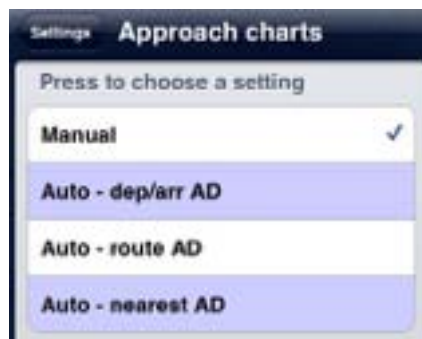 Settings Approach charts
Press to choose a setting
Manual
Auto - dep/arr AD
Auto - route AD
Auto - nearest AD